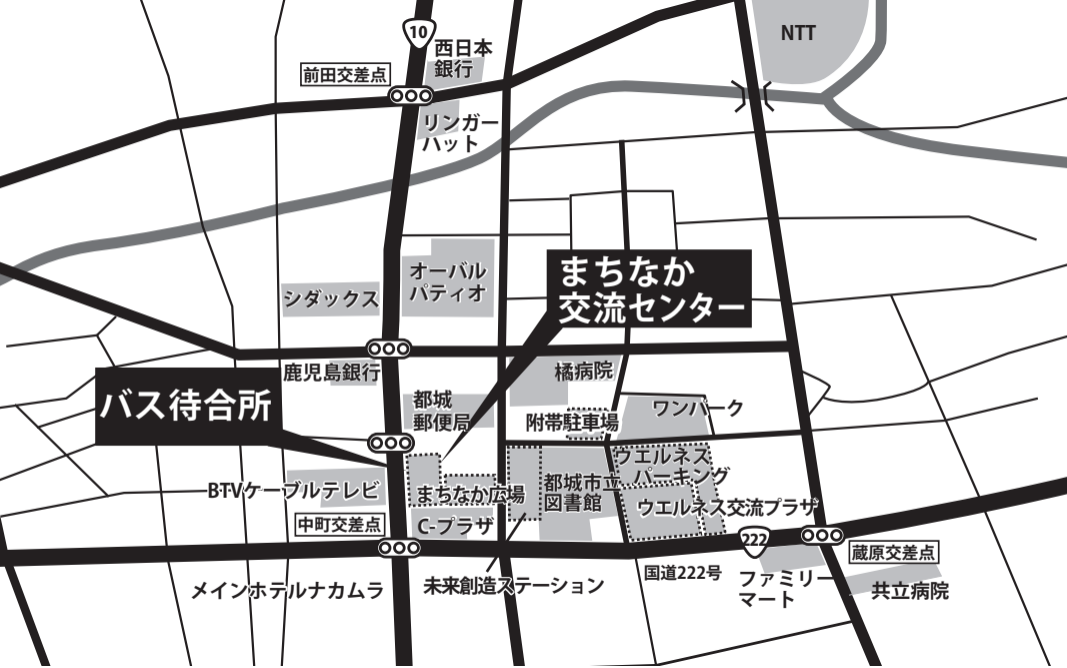 NTT
10
西日本
銀行
前田交差点
リンガー
ハット
まちなか
交流センター
オーバル
パティオ
シダックス
鹿児島銀行
橘病院
バス待合所
都城
郵便局
ワンパーク
附帯駐車場
ウエルネス
パーキング
BTVケーブルテレビ
まちなか広場
都城市立
図書館
ウエルネス交流プラザ
中町交差点
C-プラザ
222
蔵原交差点
メインホテルナカムラ
未来創造ステーション
国道222号
ファミリー
マート
共立病院